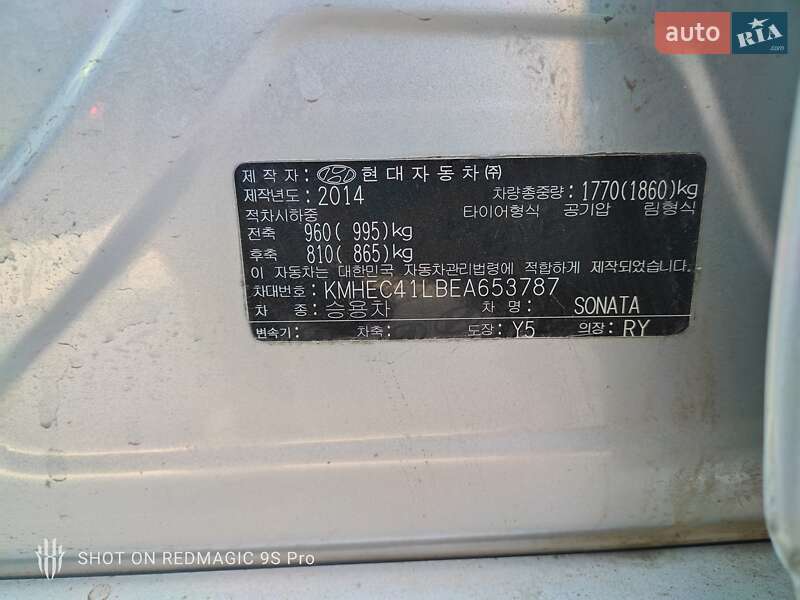 auto RIA .com
제 작 자 : 현대자동차㈜
제작년도: 2014 차량총중량: 1770(1860)kg
적차시하중 타이어형식 공기압 림형식
전축 960( 995)kg
후축 810( 865)kg
이 자동차는 대한민국 자동차관리법령에 적합하게 제작되었습니다.
차대번호: KMHEC41LBEA653787
차 종: 승용차 차 명: SONATA
변속기: 차축: 도장: Y5 의장: RY
SHOT ON REDMAGIC 9S Pro